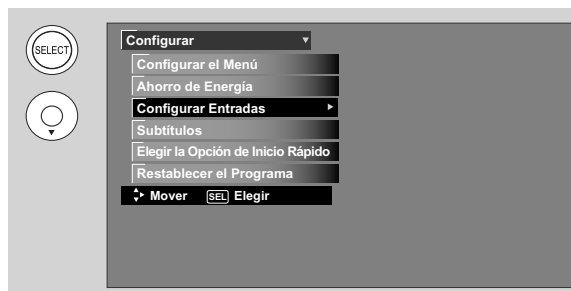 SELECT
Configurar
Configurar el Menú
Ahorro de Energía
Configurar Entradas
Subtítulos
Elegir la Opción de Inicio Rápido
Restablecer el Programa
Mover SEL Elegir